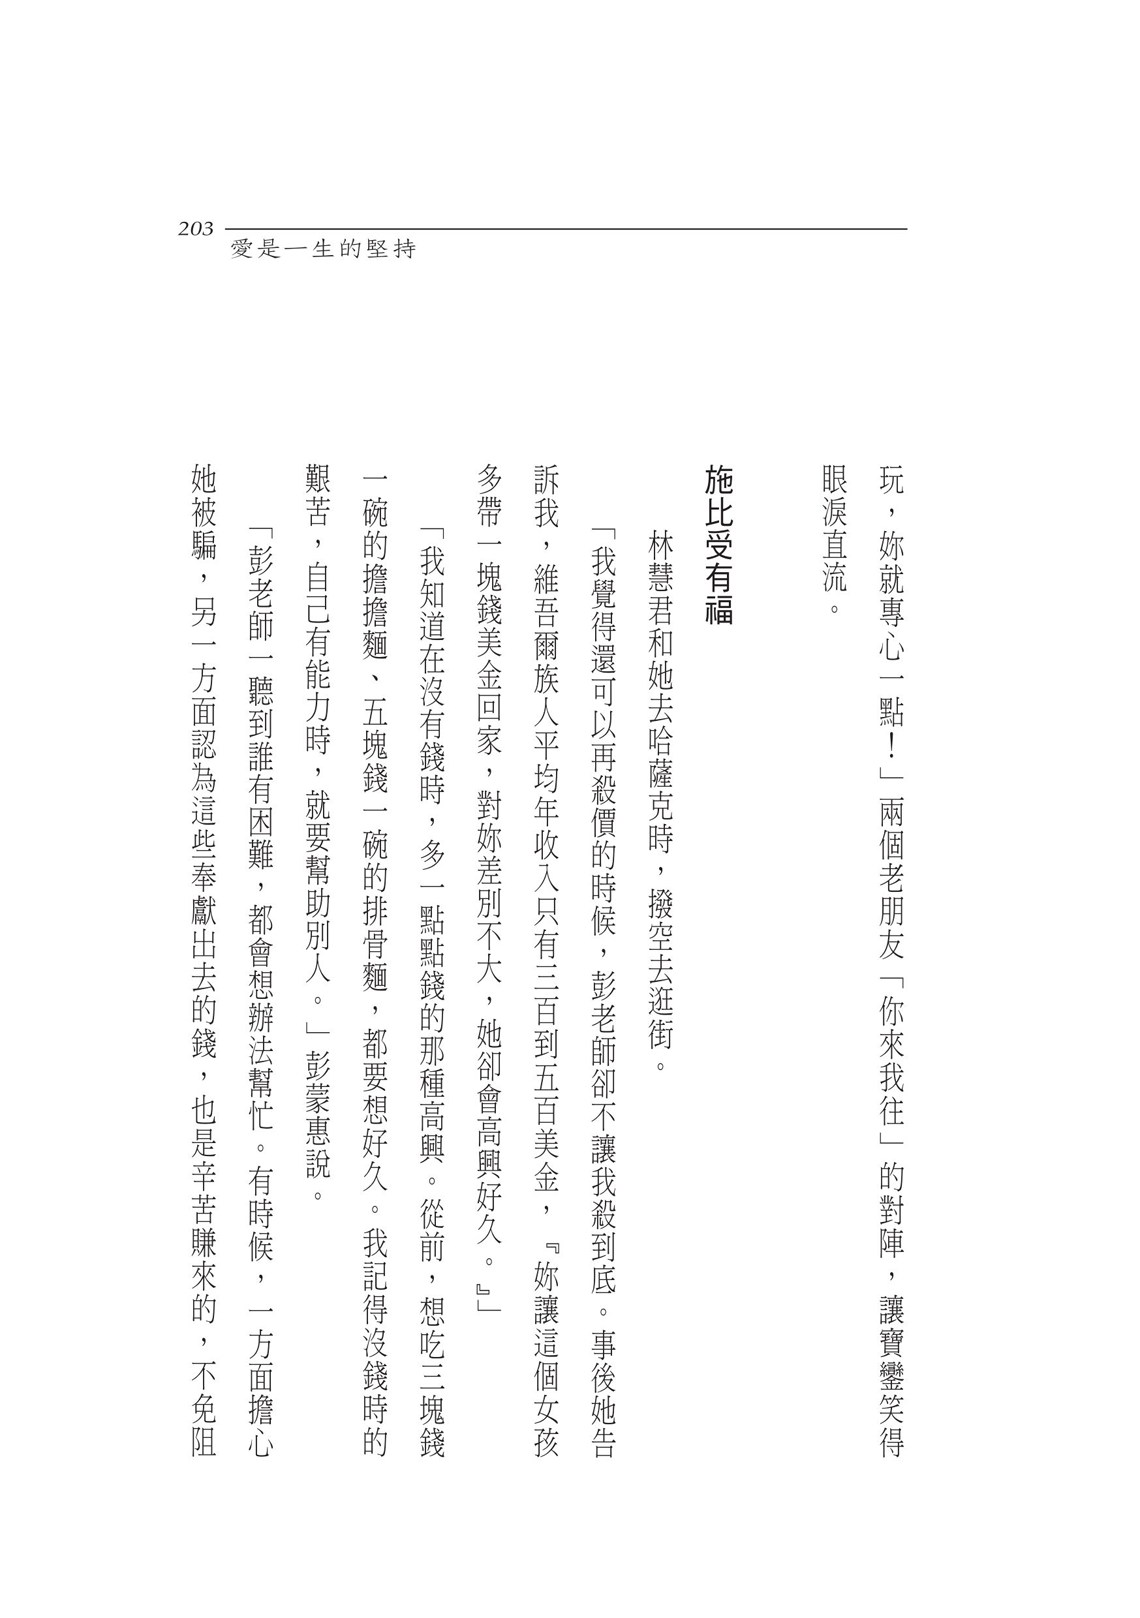 203
愛是一生的堅持
玩，妳就專心一點！」兩個老朋友「你來我往」的對陣，讓寶鑾笑得
眼淚直流。
施比受有福
林慧君和她去哈薩克時，撥空去逛街。
「我覺得還可以再殺價的時候，彭老師卻不讓我殺到底。事後她告
訴我，維吾爾族人平均年收入只有三百到五百美金，『妳讓這個女孩
多帶一塊錢美金回家，對妳差別不大，她卻會高興好久。』」
「我知道在沒有錢時，多一點點錢的那種高興。從前，想吃三塊錢
一碗的擔擔麵、五塊錢一碗的排骨麵，都要想好久。我記得沒錢時的
艱苦，自己有能力時，就要幫助別人。」彭蒙惠說。
「彭老師一聽到誰有困難，都會想辦法幫忙。有時候，一方面擔心
她被騙，另一方面認為這些奉獻出去的錢，也是辛苦賺來的，不免阻